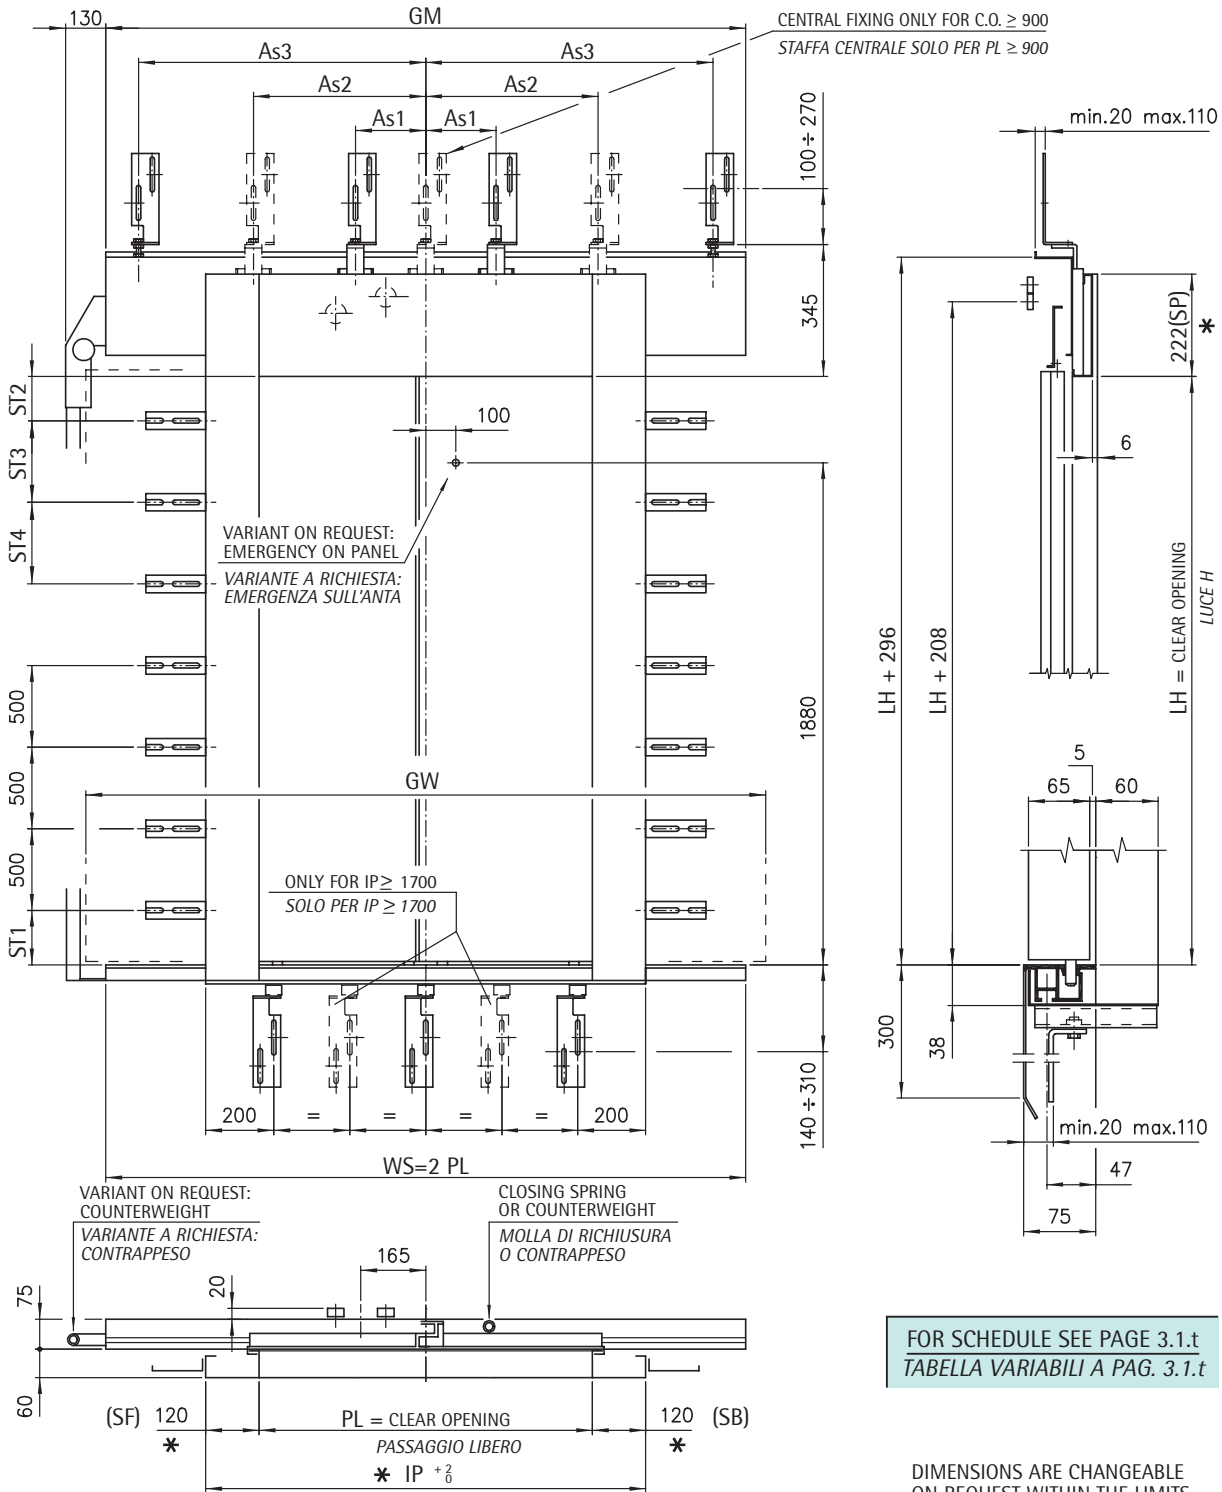 130
GM
CENTRAL FIXING ONLY FOR C.O. ≥ 900
STAFFA CENTRALE SOLO PER PL ≥ 900
As3
As3
As2
As2
As1
As1
100÷270
min.20 max.110
345
222(SP)
*
ST2
ST3
ST4
100
6
VARIANT ON REQUEST:
EMERGENCY ON PANEL
VARIANTE A RICHIESTA:
EMERGENZA SULL'ANTA
LH + 296
LH + 208
LH = CLEAR OPENING
LUCE H
1880
500
500
500
ST1
GW
5
65
60
ONLY FOR IP≥ 1700
SOLO PER IP ≥ 1700
300
38
140÷310
200
=
=
=
=
200
min.20 max.110
47
75
WS=2 PL
VARIANT ON REQUEST:
COUNTERWEIGHT
VARIANTE A RICHIESTA:
CONTRAPPESO
CLOSING SPRING
OR COUNTERWEIGHT
MOLLA DI RICHIUSURA
O CONTRAPPESO
165
20
75
60
(SF)
120
*
PL = CLEAR OPENING
PASSAGGIO LIBERO
120
*
(SB)
* IP +2 0
FOR SCHEDULE SEE PAGE 3.1.t
TABELLA VARIABILI A PAG. 3.1.t
DIMENSIONS ARE CHANGEABLE
ON REQUEST WITHIN THE LIMITS